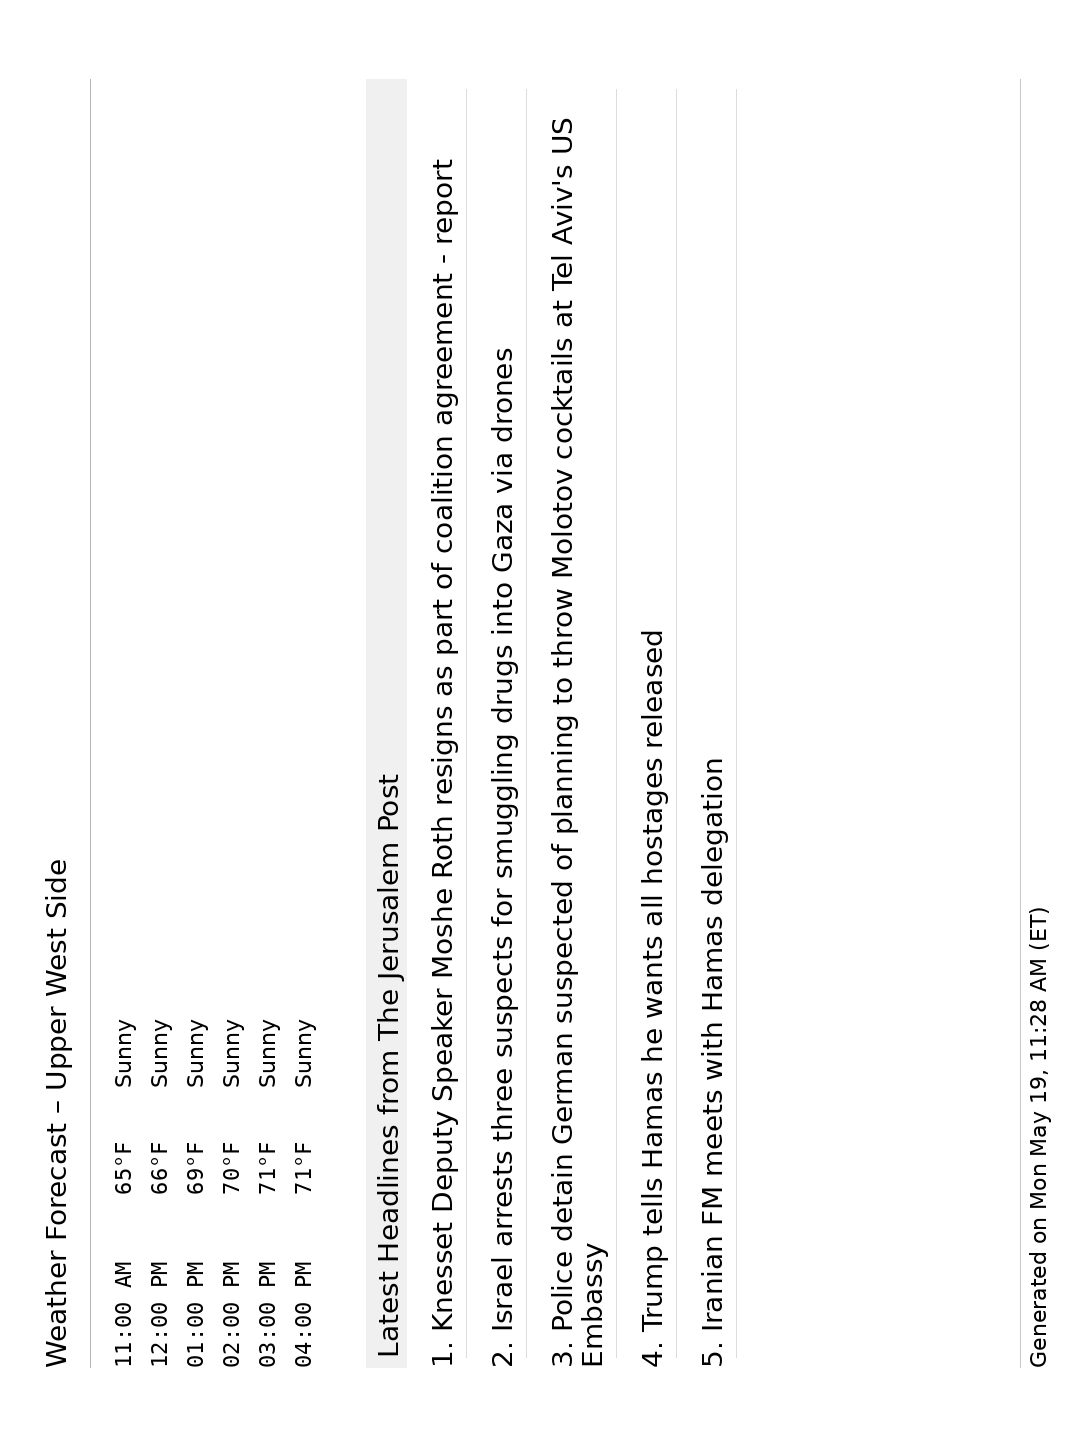 Weather Forecast – Upper West Side
11:00 AM 65°F Sunny
12:00 PM 66°F Sunny
01:00 PM 69°F Sunny
02:00 PM 70°F Sunny
03:00 PM 71°F Sunny
04:00 PM 71°F Sunny
Latest Headlines from The Jerusalem Post
1. Knesset Deputy Speaker Moshe Roth resigns as part of coalition agreement - report
2. Israel arrests three suspects for smuggling drugs into Gaza via drones
3. Police detain German suspected of planning to throw Molotov cocktails at Tel Aviv's US
Embassy
4. Trump tells Hamas he wants all hostages released
5. Iranian FM meets with Hamas delegation
Generated on Mon May 19, 11:28 AM (ET)